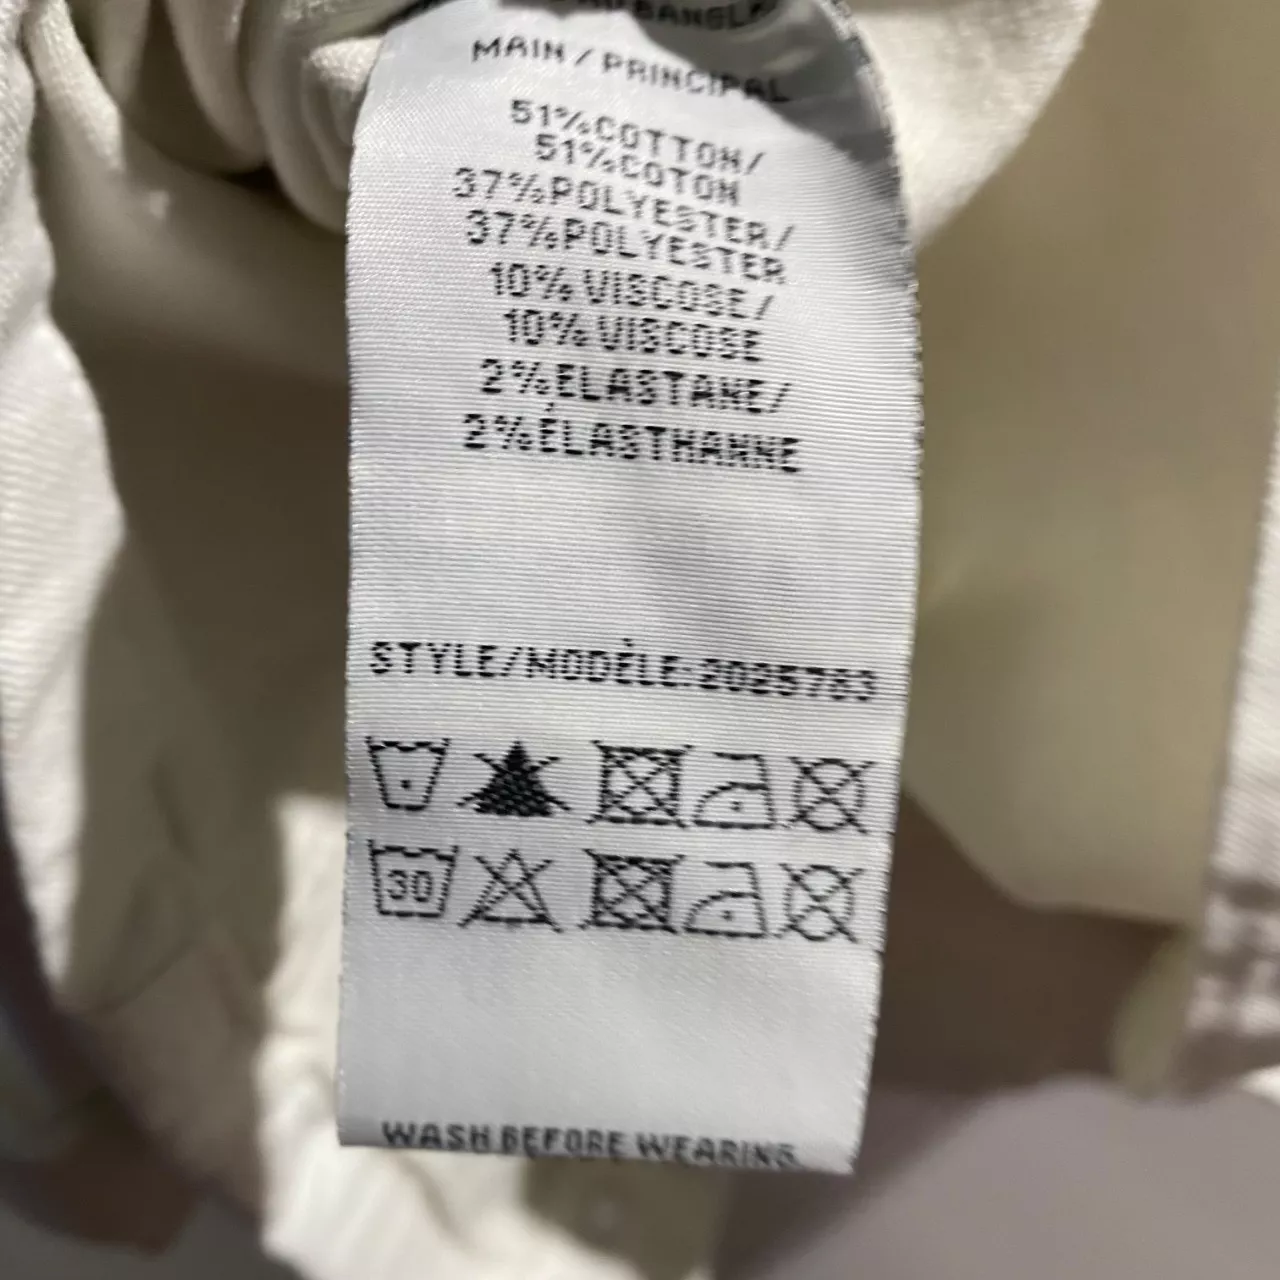 MAIN / PRINCIPAL
51%COTTON/
51%COTON
37%POLYESTER/
37%POLYESTER
10% VISCOSE/
10% VISCOSE
2%ELASTANE/
2%ÉLASTHANNE
STYLE/MODÈLE:2025783
30
WASH BEFORE WEARING